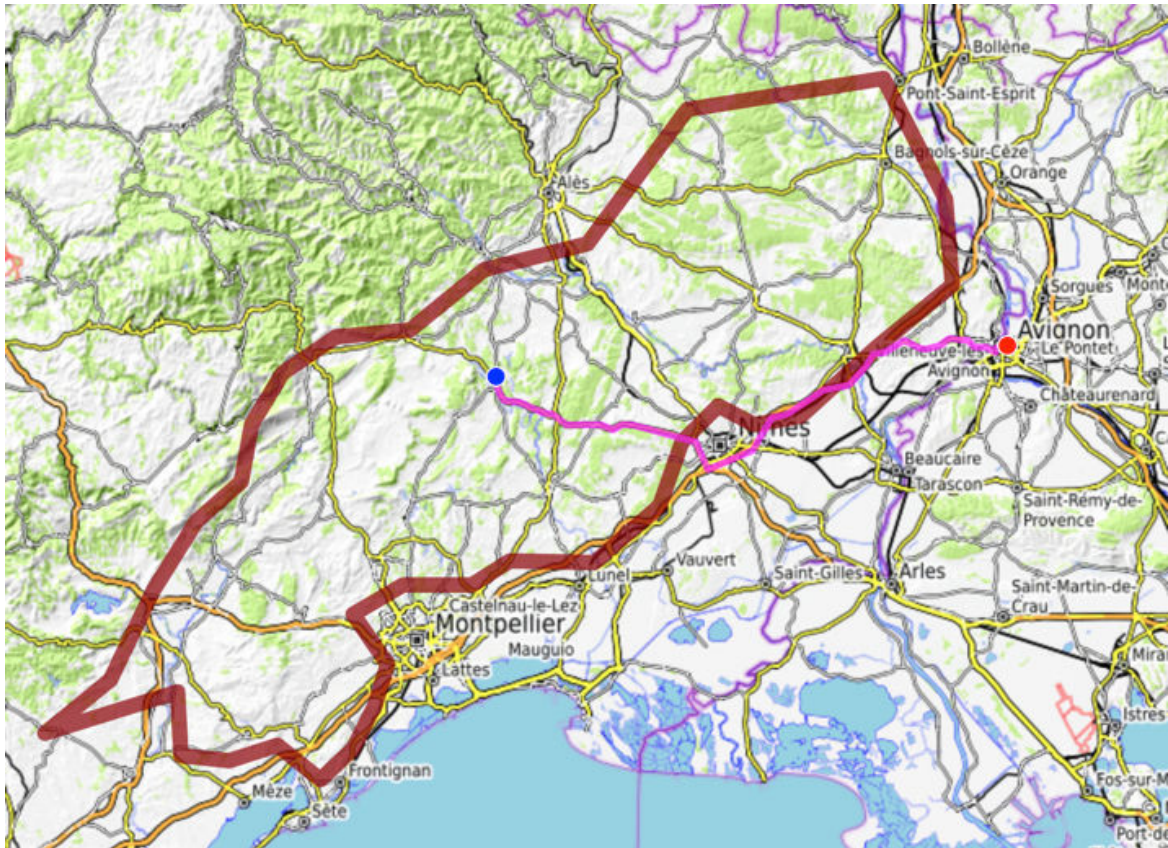 Bollène
Pont-Saint-Esprit
Bagnols-sur-Cèze
Orange
Alès
Sorgues
Avignon
Le Pontet
Avignon
Châteaurenard
Nîmes
Beaucaire
Tarascon
Saint-Rémy-de-
Provence
Vauvert
Saint-Gilles
Arles
Lunel
Saint-Martin-de-
Crau
Castelnau-le-Lez
Montpellier
Mauguio
Lattes
Istres
Frontignan
Mèze
Sète